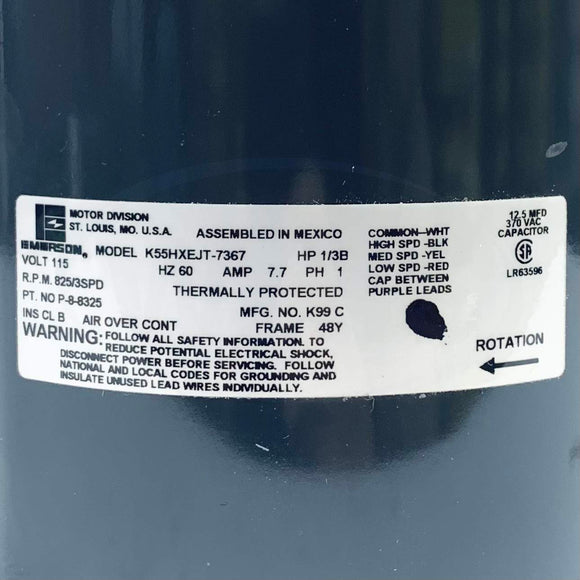 MOTOR DIVISION
ST. LOUIS, MO. U.S.A.
EMERSON®
ASSEMBLED IN MEXICO
MODEL K55HXEJT-7367 HP 1/3B
VOLT 115 HZ 60 AMP 7.7 PH 1
R.P.M. 825/3SPD THERMALLY PROTECTED
PT. NO P-8-8325 MFG. NO. K99 C
INS CL B AIR OVER CONT FRAME 48Y
WARNING: FOLLOW ALL SAFETY INFORMATION. TO
REDUCE POTENTIAL ELECTRICAL SHOCK,
DISCONNECT POWER BEFORE SERVICING. FOLLOW
NATIONAL AND LOCAL CODES FOR GROUNDING AND
INSULATE UNUSED LEAD WIRES INDIVIDUALLY.
COMMON-WHT
HIGH SPD -BLK
MED SPD -YEL
LOW SPD -RED
CAP BETWEEN
PURPLE LEADS
12.5 MFD
370 VAC
CAPACITOR
SA
LR63596
ROTATION